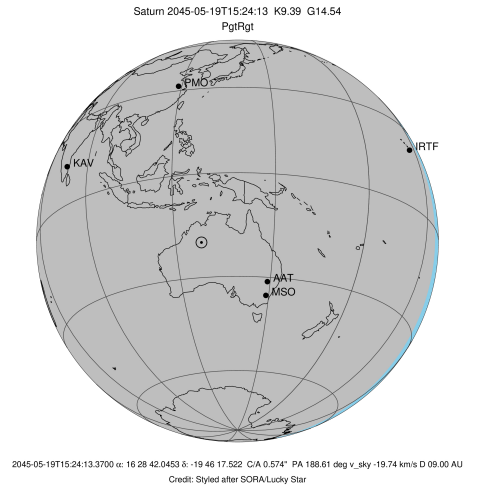 Saturn 2045-05-19T15:24:13 K9.39 G14.54
PgtRgt
PMO
KAV
IRTF
AAT
MSO
2045-05-19T15:24:13.3700 α: 16 28 42.0453 δ: -19 46 17.522 C/A 0.574" PA 188.61 deg v_sky -19.74 km/s D 09.00 AU
Credit: Styled after SORA/Lucky Star